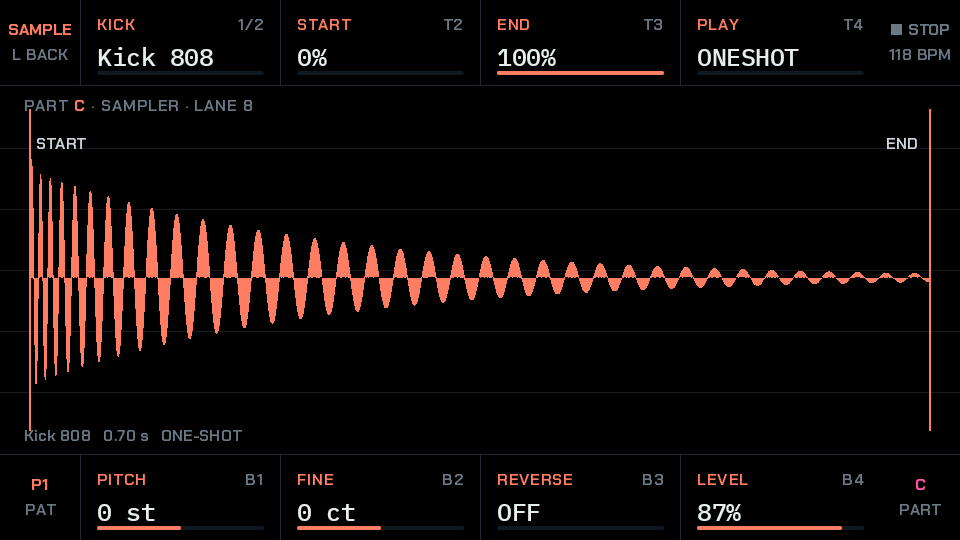 SAMPLE
L BACK
KICK 1/2
Kick 808
START T2
0%
END T3
100%
PLAY T4
ONESHOT
STOP
118 BPM
PART C · SAMPLER · LANE 8
START
END
Kick 808 0.70 s ONE-SHOT
P1
PAT
PITCH B1
0 st
FINE B2
0 ct
REVERSE B3
OFF
LEVEL B4
87%
C
PART